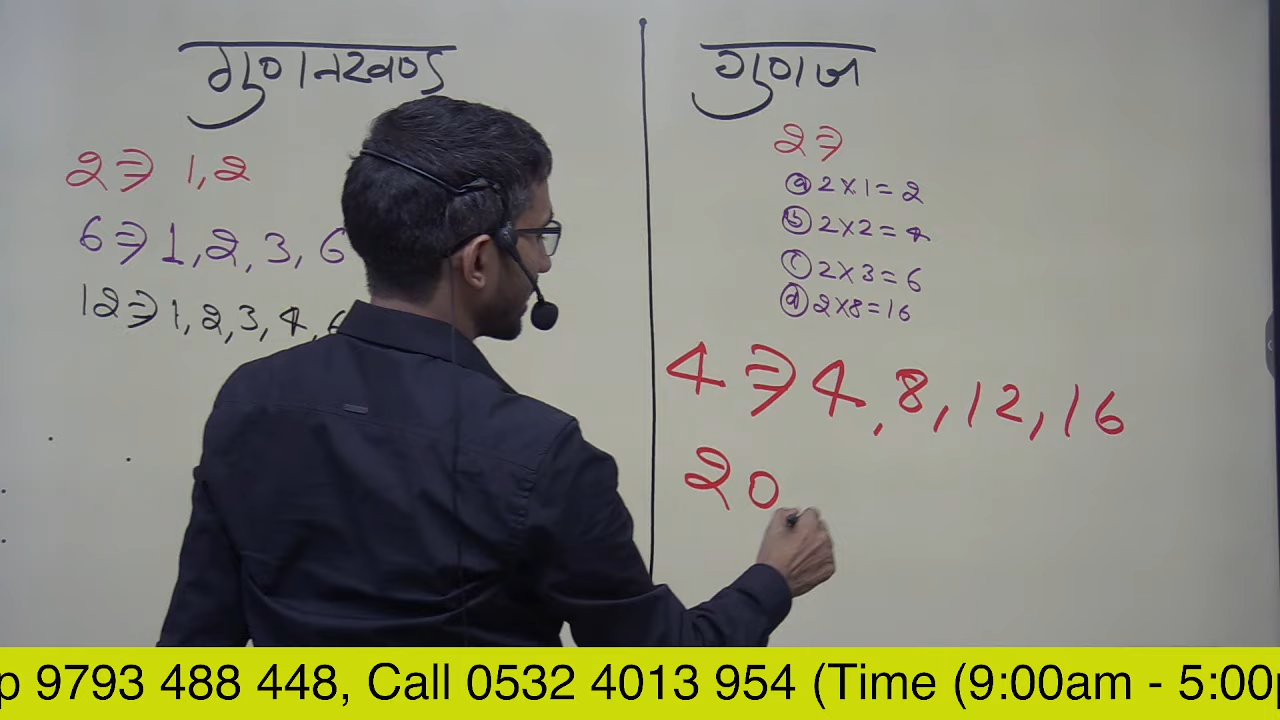 गुणनखण्ड
2 ⇒ 1, 2
6 ⇒ 1, 2, 3, 6
12 ⇒ 1, 2, 3, 4, 6
गुणज
2 ⇒
ⓐ 2 × 1 = 2
ⓑ 2 × 2 = 4
ⓒ 2 × 3 = 6
ⓓ 2 × 8 = 16
4 ⇒ 4, 8, 12, 16
20
p 9793 488 448, Call 0532 4013 954 (Time (9:00am - 5:00p